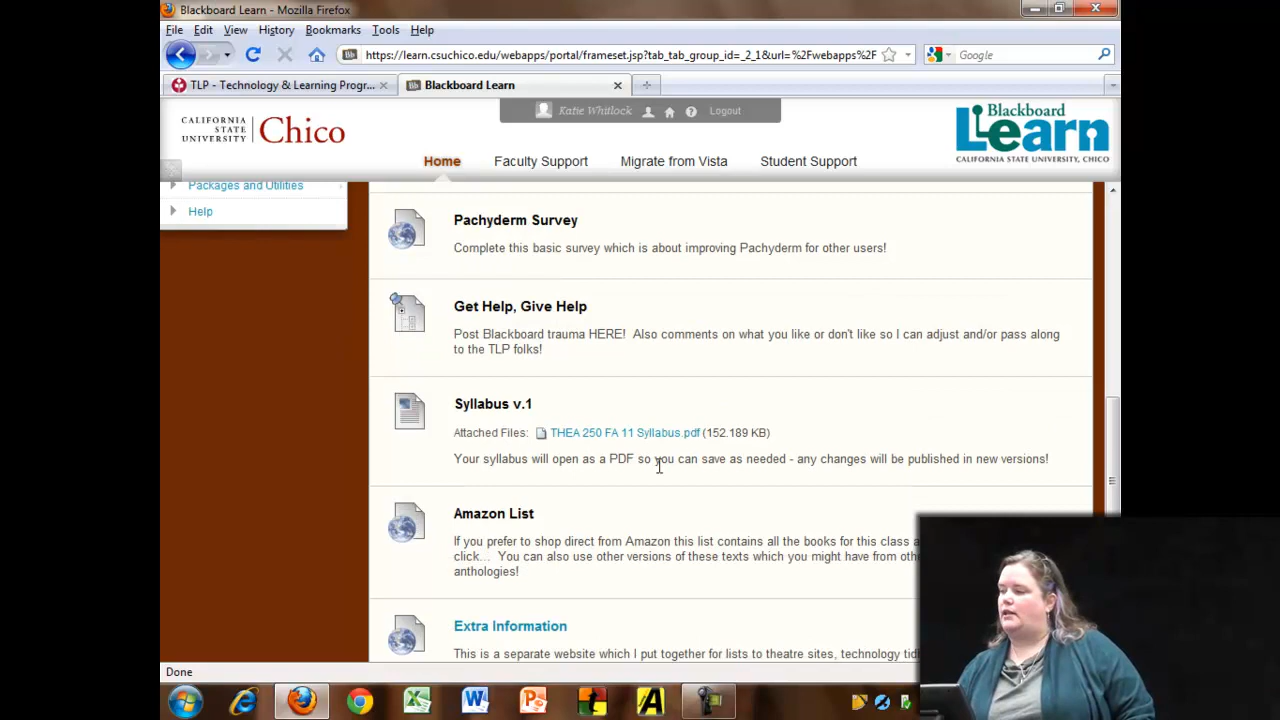 Blackboard Learn - Mozilla Firefox
File Edit View History Bookmarks Tools Help
https://learn.csuchico.edu/webapps/portal/frameset.jsp?tab_tab_group_id=_2_1&url=%2Fwebapps%2F
Google
TLP - Technology & Learning Progr...
Blackboard Learn
Katie Whitlock
Logout
CALIFORNIA
STATE
UNIVERSITY,
Chico
Blackboard
Learn
CALIFORNIA STATE UNIVERSITY, CHICO
Home Faculty Support Migrate from Vista Student Support
Packages and Utilities
Help
Pachyderm Survey
Complete this basic survey which is about improving Pachyderm for other users!
Get Help, Give Help
Post Blackboard trauma HERE! Also comments on what you like or don't like so I can adjust and/or pass along
to the TLP folks!
Syllabus v.1
Attached Files: THEA 250 FA 11 Syllabus.pdf (152.189 KB)
Your syllabus will open as a PDF so you can save as needed - any changes will be published in new versions!
Amazon List
If you prefer to shop direct from Amazon this list contains all the books for this class
click... You can also use other versions of these texts which you might have from
anthologies!
Extra Information
This is a separate website which I put together for lists to theatre sites, technology
Done